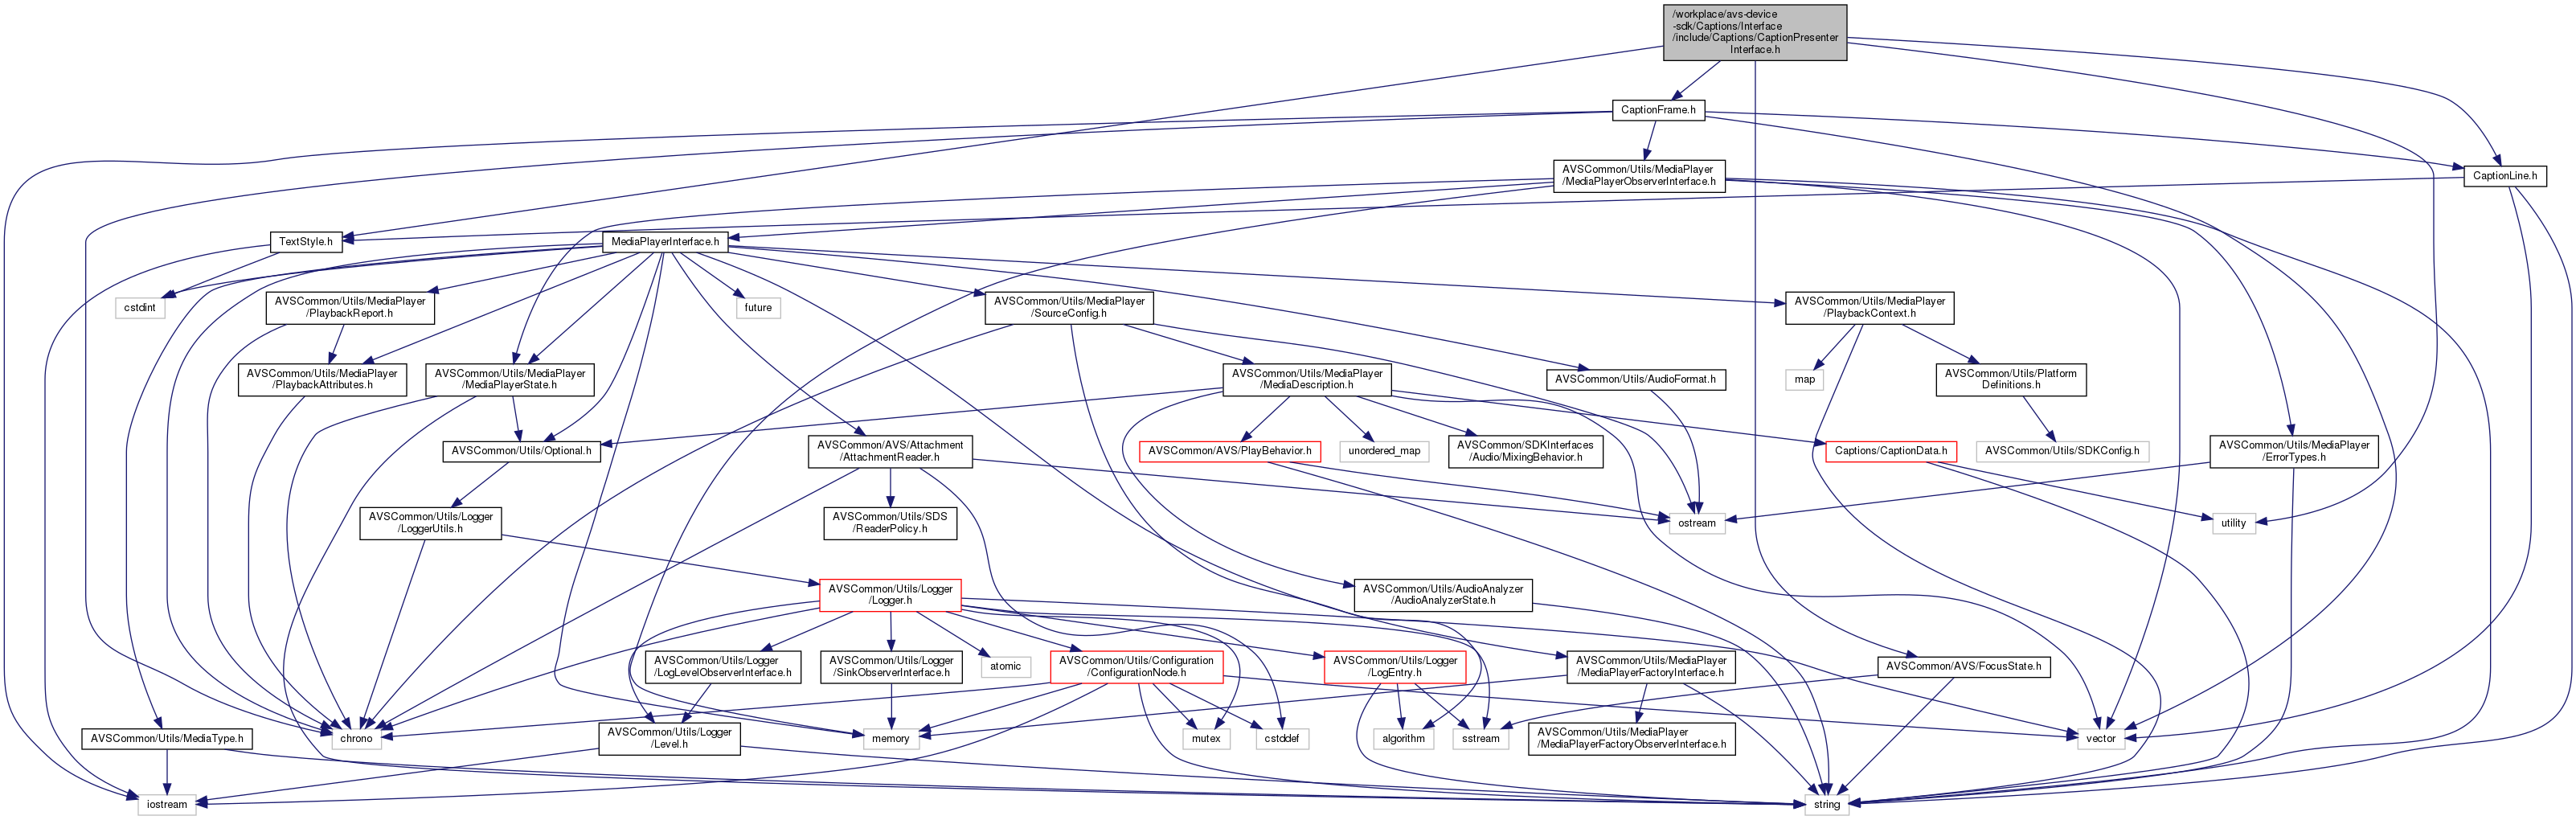 /workplace/avs-device
-sdk/Captions/Interface
/include/Captions/CaptionPresenter
Interface.h
CaptionFrame.h
AVSCommon/Utils/MediaPlayer
/MediaPlayerObserverInterface.h
CaptionLine.h
TextStyle.h
MediaPlayerInterface.h
cstdint
AVSCommon/Utils/MediaPlayer
/PlaybackReport.h
future
AVSCommon/Utils/MediaPlayer
/SourceConfig.h
AVSCommon/Utils/MediaPlayer
/PlaybackContext.h
AVSCommon/Utils/MediaPlayer
/PlaybackAttributes.h
AVSCommon/Utils/MediaPlayer
/MediaPlayerState.h
AVSCommon/Utils/MediaPlayer
/MediaDescription.h
AVSCommon/Utils/AudioFormat.h
map
AVSCommon/Utils/Platform
Definitions.h
AVSCommon/Utils/Optional.h
AVSCommon/AVS/Attachment
/AttachmentReader.h
AVSCommon/AVS/PlayBehavior.h
unordered_map
AVSCommon/SDKInterfaces
/Audio/MixingBehavior.h
Captions/CaptionData.h
AVSCommon/Utils/SDKConfig.h
AVSCommon/Utils/MediaPlayer
/ErrorTypes.h
AVSCommon/Utils/Logger
/LoggerUtils.h
AVSCommon/Utils/SDS
/ReaderPolicy.h
ostream
utility
AVSCommon/Utils/Logger
/Logger.h
AVSCommon/Utils/AudioAnalyzer
/AudioAnalyzerState.h
AVSCommon/Utils/Logger
/LogLevelObserverInterface.h
AVSCommon/Utils/Logger
/SinkObserverInterface.h
atomic
AVSCommon/Utils/Configuration
/ConfigurationNode.h
AVSCommon/Utils/Logger
/LogEntry.h
AVSCommon/Utils/MediaPlayer
/MediaPlayerFactoryInterface.h
AVSCommon/AVS/FocusState.h
AVSCommon/Utils/MediaType.h
chrono
AVSCommon/Utils/Logger
/Level.h
memory
mutex
cstddef
algorithm
sstream
AVSCommon/Utils/MediaPlayer
/MediaPlayerFactoryObserverInterface.h
vector
iostream
string